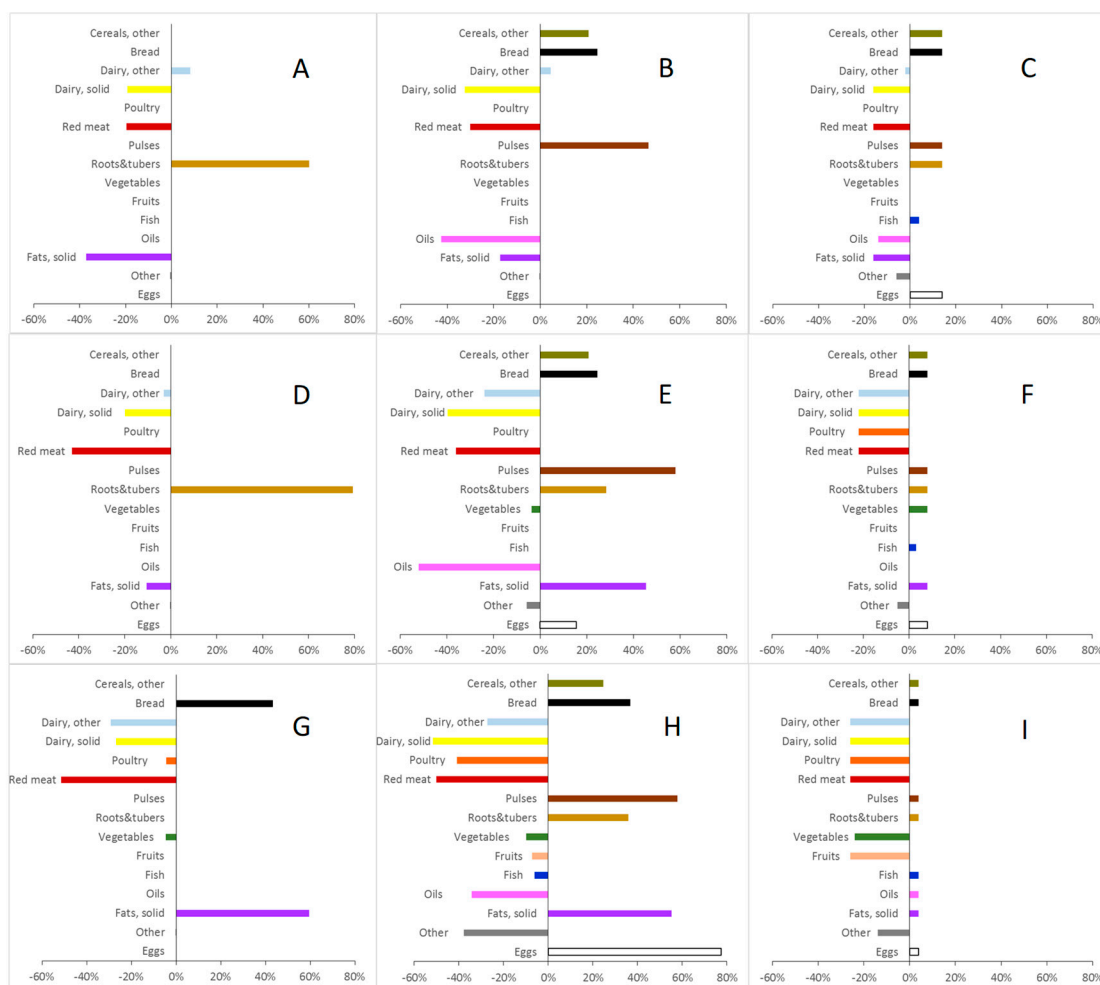 A
Cereals, other
Bread
Dairy, other
Dairy, solid
Poultry
Red meat
Pulses
Roots&tubers
Vegetables
Fruits
Fish
Oils
Fats, solid
Other
Eggs
-60% -40% -20% 0% 20% 40% 60% 80%
B
Cereals, other
Bread
Dairy, other
Dairy, solid
Poultry
Red meat
Pulses
Roots&tubers
Vegetables
Fruits
Fish
Oils
Fats, solid
Other
Eggs
-60% -40% -20% 0% 20% 40% 60% 80%
C
Cereals, other
Bread
Dairy, other
Dairy, solid
Poultry
Red meat
Pulses
Roots&tubers
Vegetables
Fruits
Fish
Oils
Fats, solid
Other
Eggs
-60% -40% -20% 0% 20% 40% 60% 80%
D
Cereals, other
Bread
Dairy, other
Dairy, solid
Poultry
Red meat
Pulses
Roots&tubers
Vegetables
Fruits
Fish
Oils
Fats, solid
Other
Eggs
-60% -40% -20% 0% 20% 40% 60% 80%
E
Cereals, other
Bread
Dairy, other
Dairy, solid
Poultry
Red meat
Pulses
Roots&tubers
Vegetables
Fruits
Fish
Oils
Fats, solid
Other
Eggs
-60% -40% -20% 0% 20% 40% 60% 80%
F
Cereals, other
Bread
Dairy, other
Dairy, solid
Poultry
Red meat
Pulses
Roots&tubers
Vegetables
Fruits
Fish
Oils
Fats, solid
Other
Eggs
-60% -40% -20% 0% 20% 40% 60% 80%
G
Cereals, other
Bread
Dairy, other
Dairy, solid
Poultry
Red meat
Pulses
Roots&tubers
Vegetables
Fruits
Fish
Oils
Fats, solid
Other
Eggs
-60% -40% -20% 0% 20% 40% 60% 80%
H
Cereals, other
Bread
Dairy, other
Dairy, solid
Poultry
Red meat
Pulses
Roots&tubers
Vegetables
Fruits
Fish
Oils
Fats, solid
Other
Eggs
-60% -40% -20% 0% 20% 40% 60% 80%
I
Cereals, other
Bread
Dairy, other
Dairy, solid
Poultry
Red meat
Pulses
Roots&tubers
Vegetables
Fruits
Fish
Oils
Fats, solid
Other
Eggs
-60% -40% -20% 0% 20% 40% 60% 80%